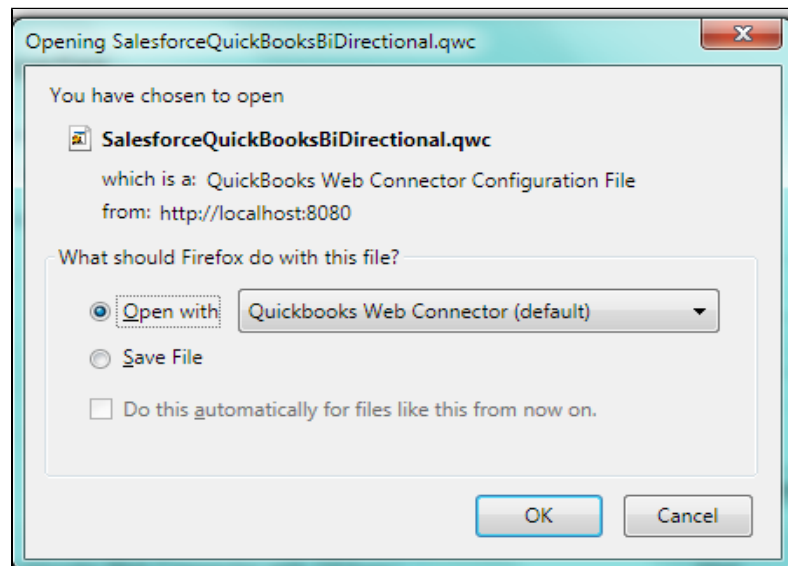 Opening SalesforceQuickBooksBiDirectional.qwc
You have chosen to open
SalesforceQuickBooksBiDirectional.qwc
which is a: QuickBooks Web Connector Configuration File
from: http://localhost:8080
What should Firefox do with this file?
Open with Quickbooks Web Connector (default)
Save File
Do this automatically for files like this from now on.
OK Cancel